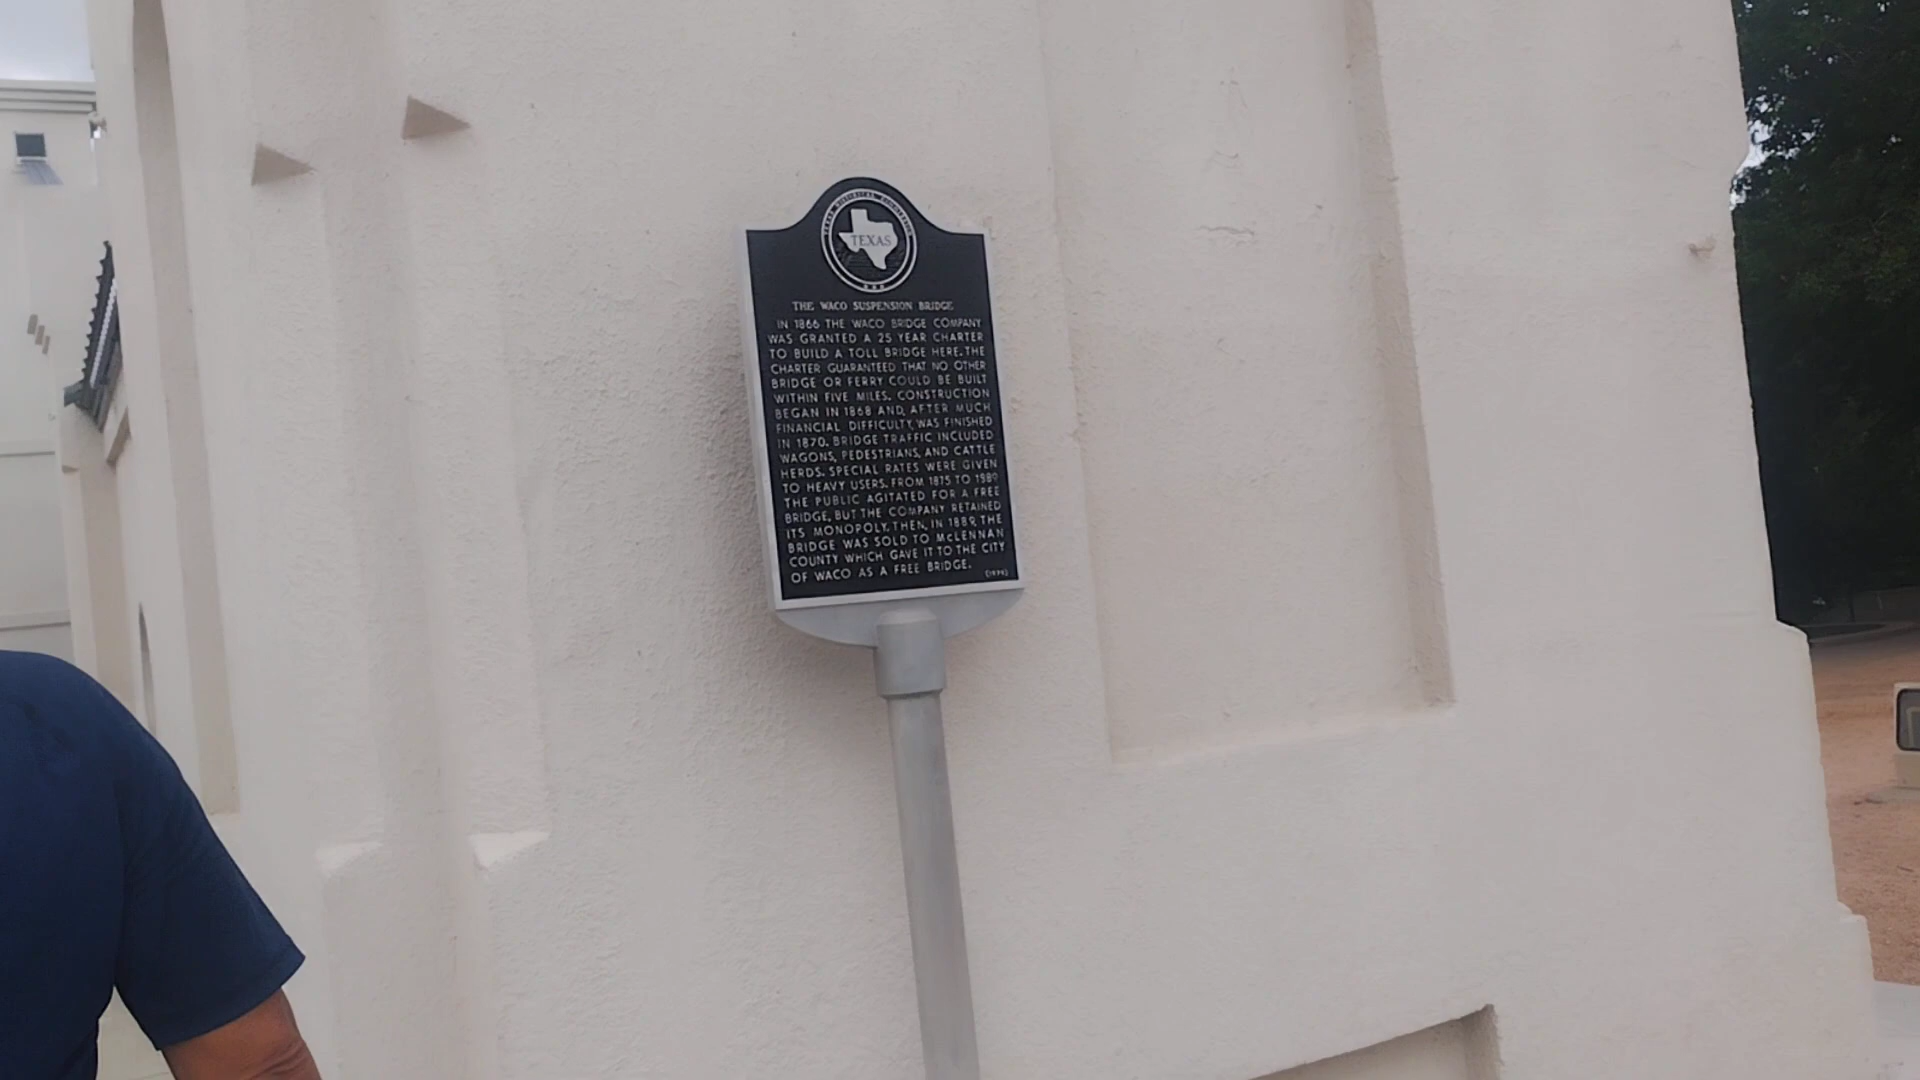 TEXAS HISTORICAL COMMISSION
TEXAS
THE WACO SUSPENSION BRIDGE
IN 1866 THE WACO BRIDGE COMPANY
WAS GRANTED A 25 YEAR CHARTER
TO BUILD A TOLL BRIDGE HERE. THE
CHARTER GUARANTEED THAT NO OTHER
BRIDGE OR FERRY COULD BE BUILT
WITHIN FIVE MILES. CONSTRUCTION
BEGAN IN 1868 AND, AFTER MUCH
FINANCIAL DIFFICULTY, WAS FINISHED
IN 1870. BRIDGE TRAFFIC INCLUDED
WAGONS, PEDESTRIANS, AND CATTLE
HERDS. SPECIAL RATES WERE GIVEN
TO HEAVY USERS. FROM 1875 TO 1889
THE PUBLIC AGITATED FOR A FREE
BRIDGE, BUT THE COMPANY RETAINED
ITS MONOPOLY. THEN, IN 1889, THE
BRIDGE WAS SOLD TO McLENNAN
COUNTY WHICH GAVE IT TO THE CITY
OF WACO AS A FREE BRIDGE.